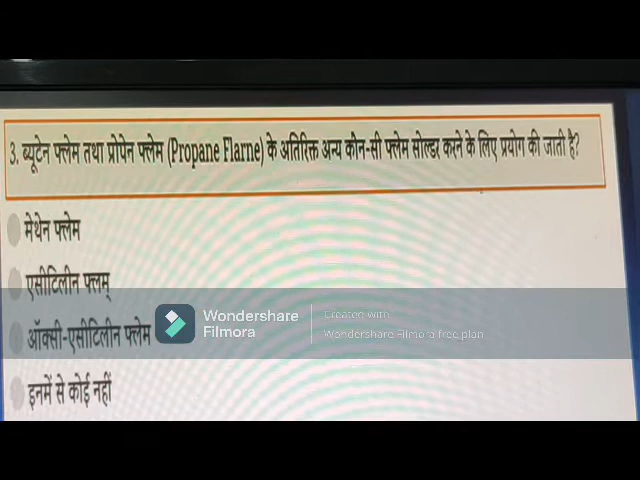 3. ब्यूटेन फ्लेम तथा प्रोपेन फ्लेम (Propane Flarne) के अतिरिक्त अन्य कौन-सी फ्लेम सोल्डर करने के लिए प्रयोग की जाती है?
मेथेन फ्लेम
एसीटिलीन फ्लम्
ऑक्सी-एसीटिलीन फ्लेम
इनमें से कोई नहीं
Wondershare
Filmora
Created with
Wondershare Filmora free plan